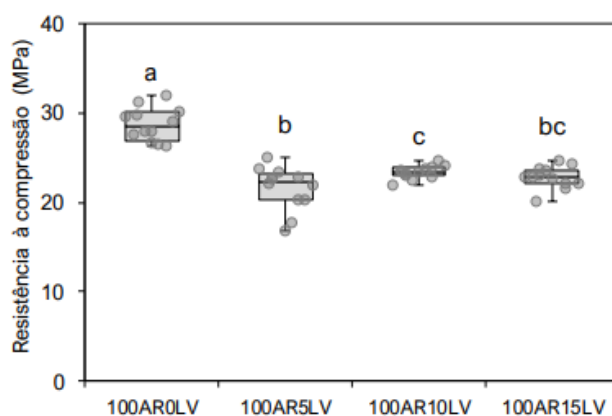 Resistência à compressão (MPa)
40
30
20
10
0
a
b
c
bc
100AR0LV 100AR5LV 100AR10LV 100AR15LV